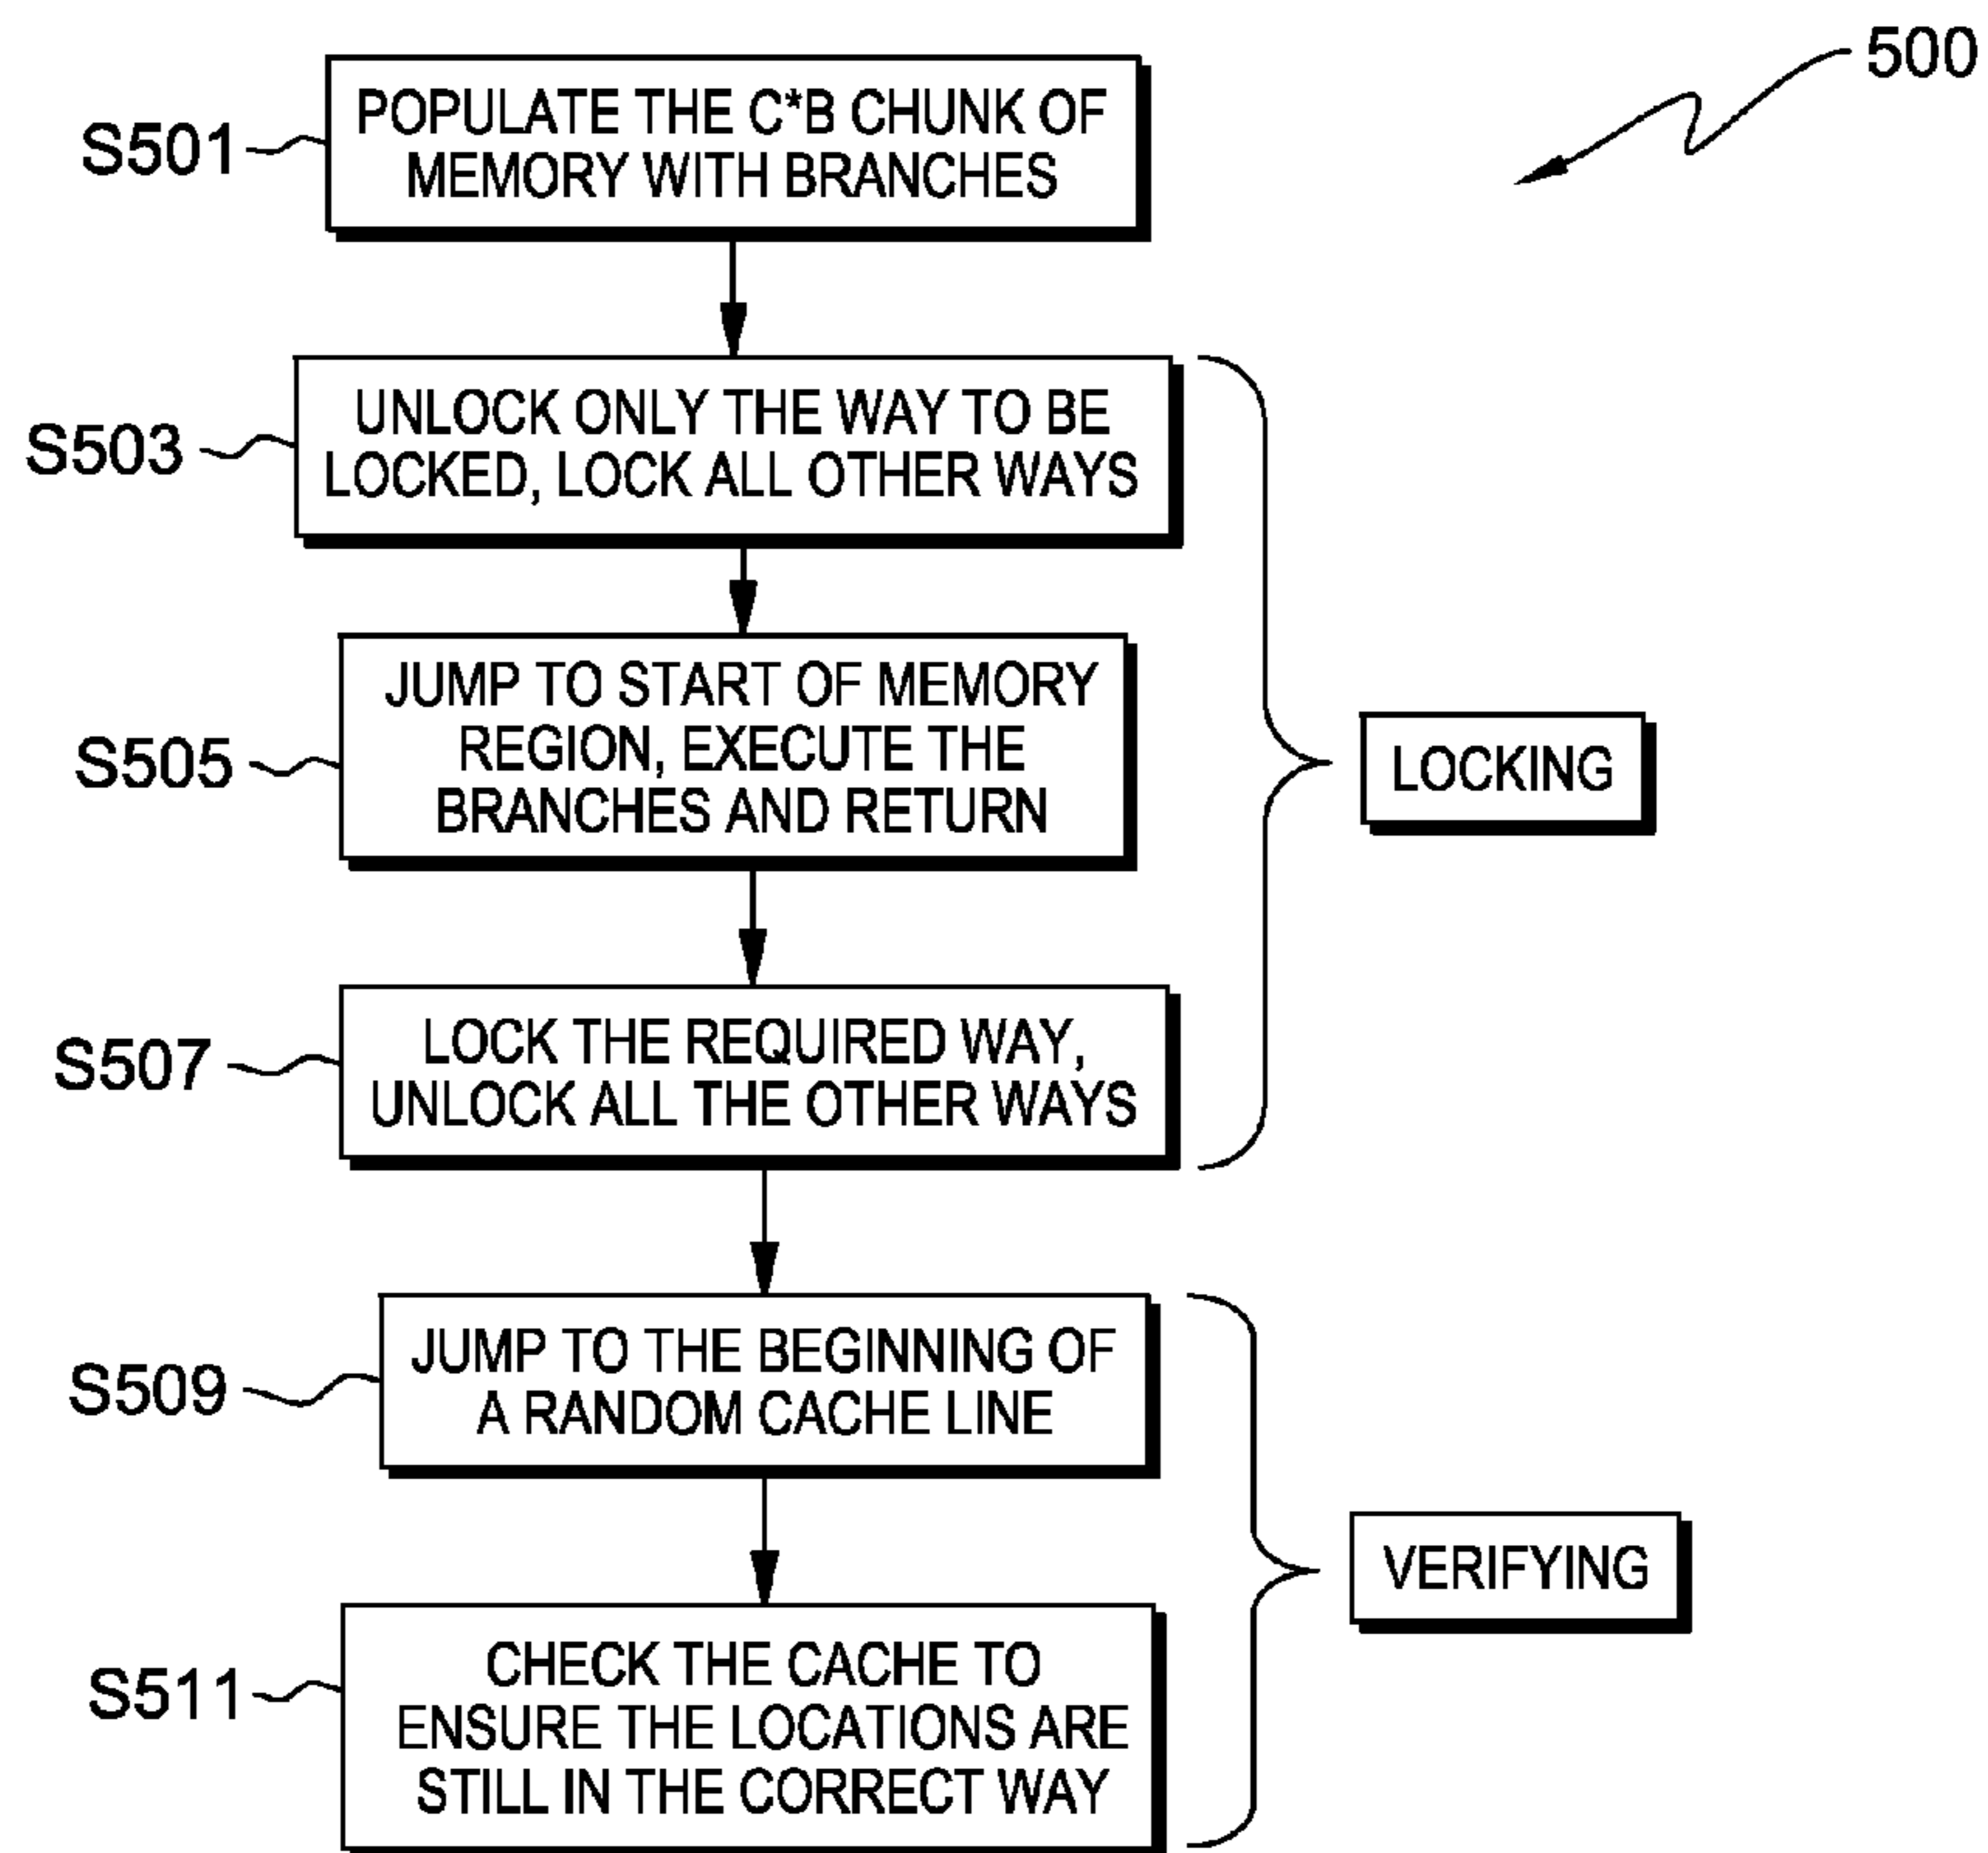 500
S501
POPULATE THE C*B CHUNK OF
MEMORY WITH BRANCHES
S503
UNLOCK ONLY THE WAY TO BE
LOCKED, LOCK ALL OTHER WAYS
S505
JUMP TO START OF MEMORY
REGION, EXECUTE THE
BRANCHES AND RETURN
LOCKING
S507
LOCK THE REQUIRED WAY,
UNLOCK ALL THE OTHER WAYS
S509
JUMP TO THE BEGINNING OF
A RANDOM CACHE LINE
VERIFYING
S511
CHECK THE CACHE TO
ENSURE THE LOCATIONS ARE
STILL IN THE CORRECT WAY